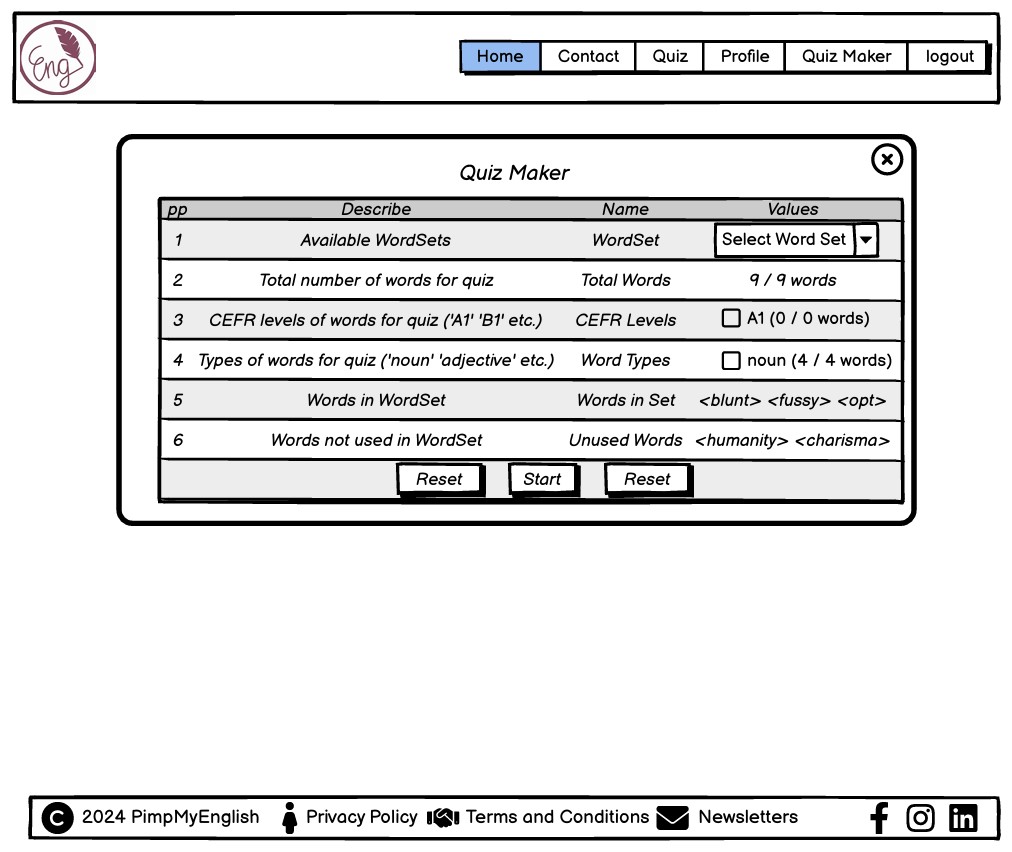 Eng
Home Contact Quiz Profile Quiz Maker logout
Quiz Maker
pp Describe Name Values
1 Available WordSets WordSet Select Word Set
2 Total number of words for quiz Total Words 9 / 9 words
3 CEFR levels of words for quiz ('A1' 'B1' etc.) CEFR Levels A1 (0 / 0 words)
4 Types of words for quiz ('noun' 'adjective' etc.) Word Types noun (4 / 4 words)
5 Words in WordSet Words in Set <blunt> <fussy> <opt>
6 Words not used in WordSet Unused Words <humanity> <charisma>
Reset Start Reset
© 2024 PimpMyEnglish Privacy Policy Terms and Conditions Newsletters f in